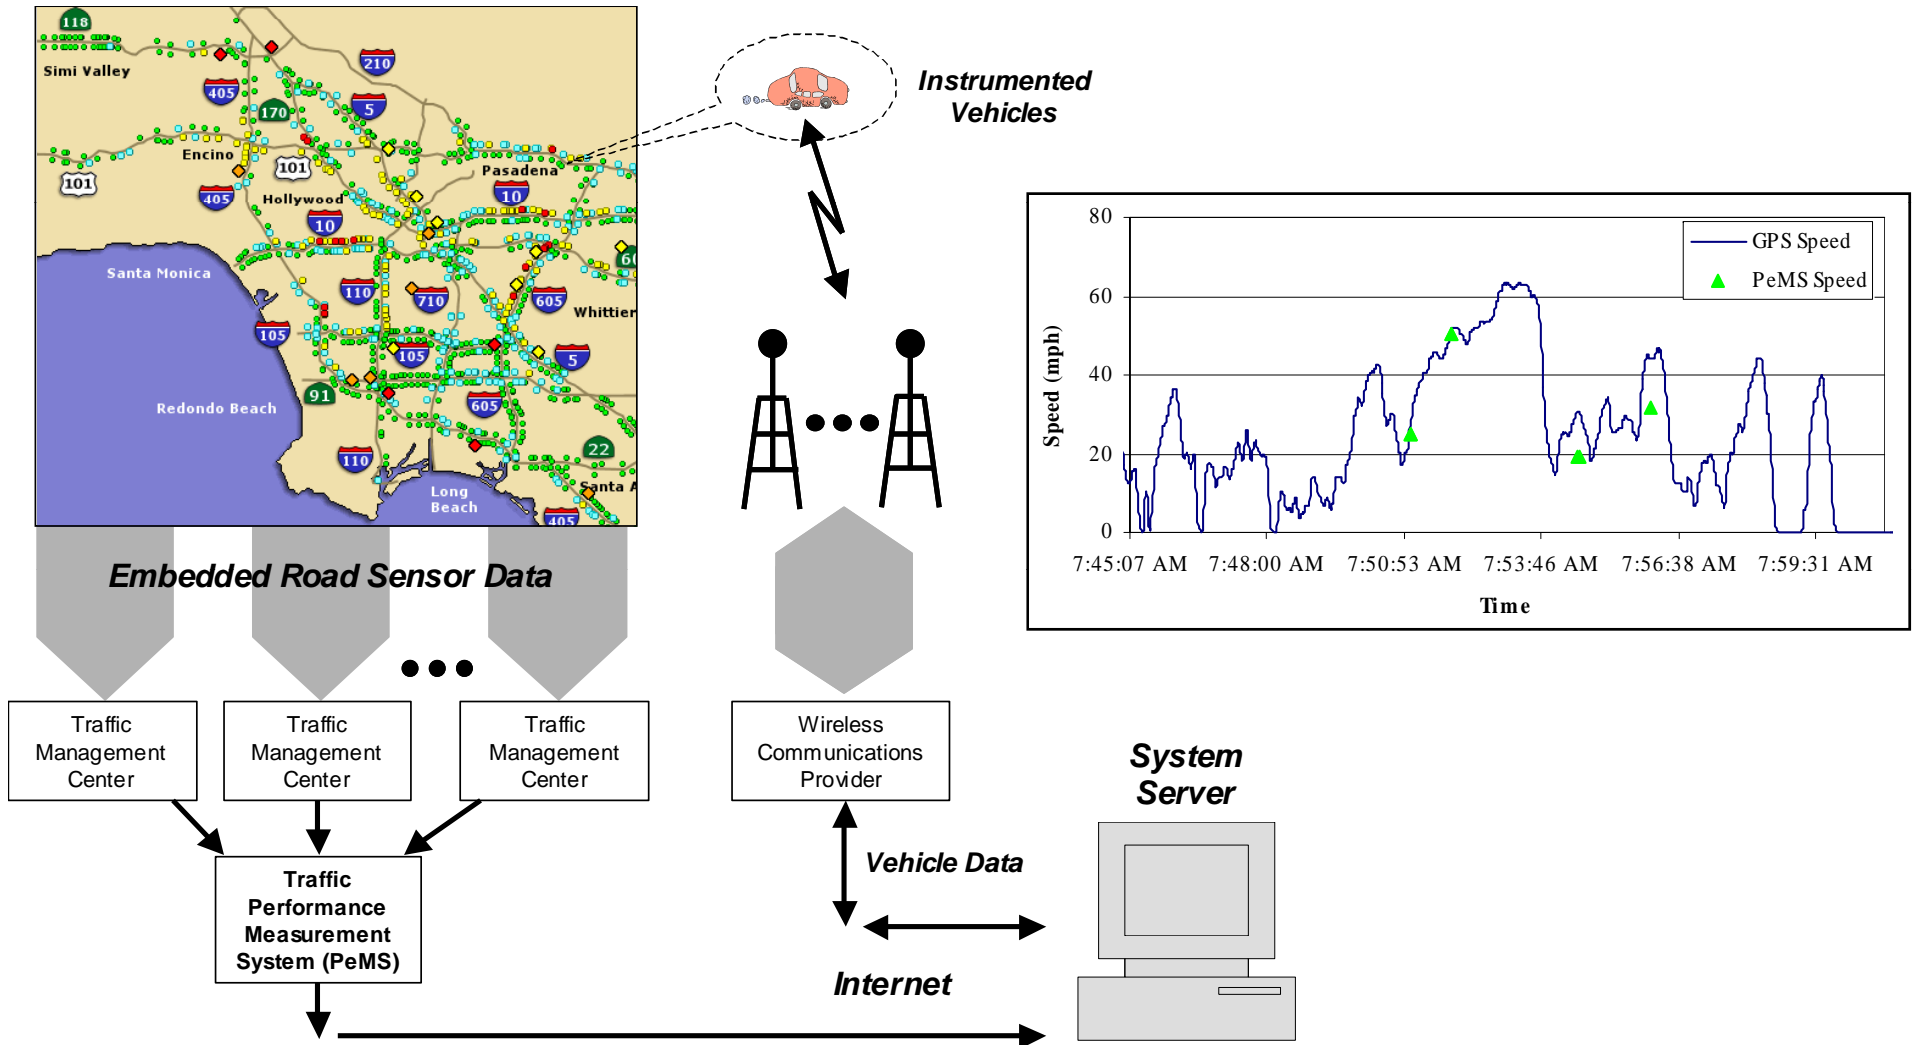 118
Simi Valley
210
405
5
170
Encino
101
101
Pasadena
405
Hollywood
10
10
60
Santa Monica
110
710
605
Whittier
105
105
5
91
Redondo Beach
605
110
22
Long
Beach
Santa A
405
Instrumented
Vehicles
80
60
40
20
0
Speed (mph)
GPS Speed
PeMS Speed
7:45:07 AM
7:48:00 AM
7:50:53 AM
7:53:46 AM
7:56:38 AM
7:59:31 AM
Time
Embedded Road Sensor Data
Traffic
Management
Center
Traffic
Management
Center
Traffic
Management
Center
Wireless
Communications
Provider
System
Server
Vehicle Data
Traffic
Performance
Measurement
System (PeMS)
Internet